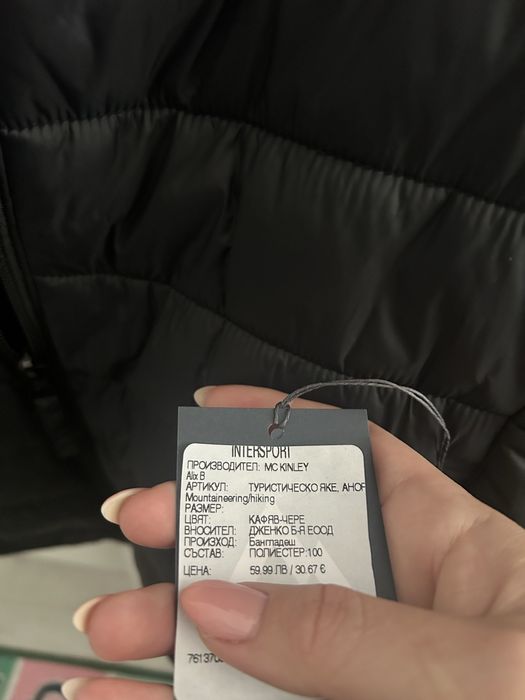 INTERSPORT
ПРОИЗВОДИТЕЛ: MC KINLEY
Alix B
АРТИКУЛ: ТУРИСТИЧЕСКО ЯКЕ, АНОР
Mountaineering/hiking
РАЗМЕР:
ЦВЯТ: КАФЯВ-ЧЕРЕ
ВНОСИТЕЛ: ДЖЕНКО Б-Я ЕООД
ПРОИЗХОД: Бангладеш
СЪСТАВ: ПОЛИЕСТЕР:100
ЦЕНА: 59.99 ЛВ / 30.67 €